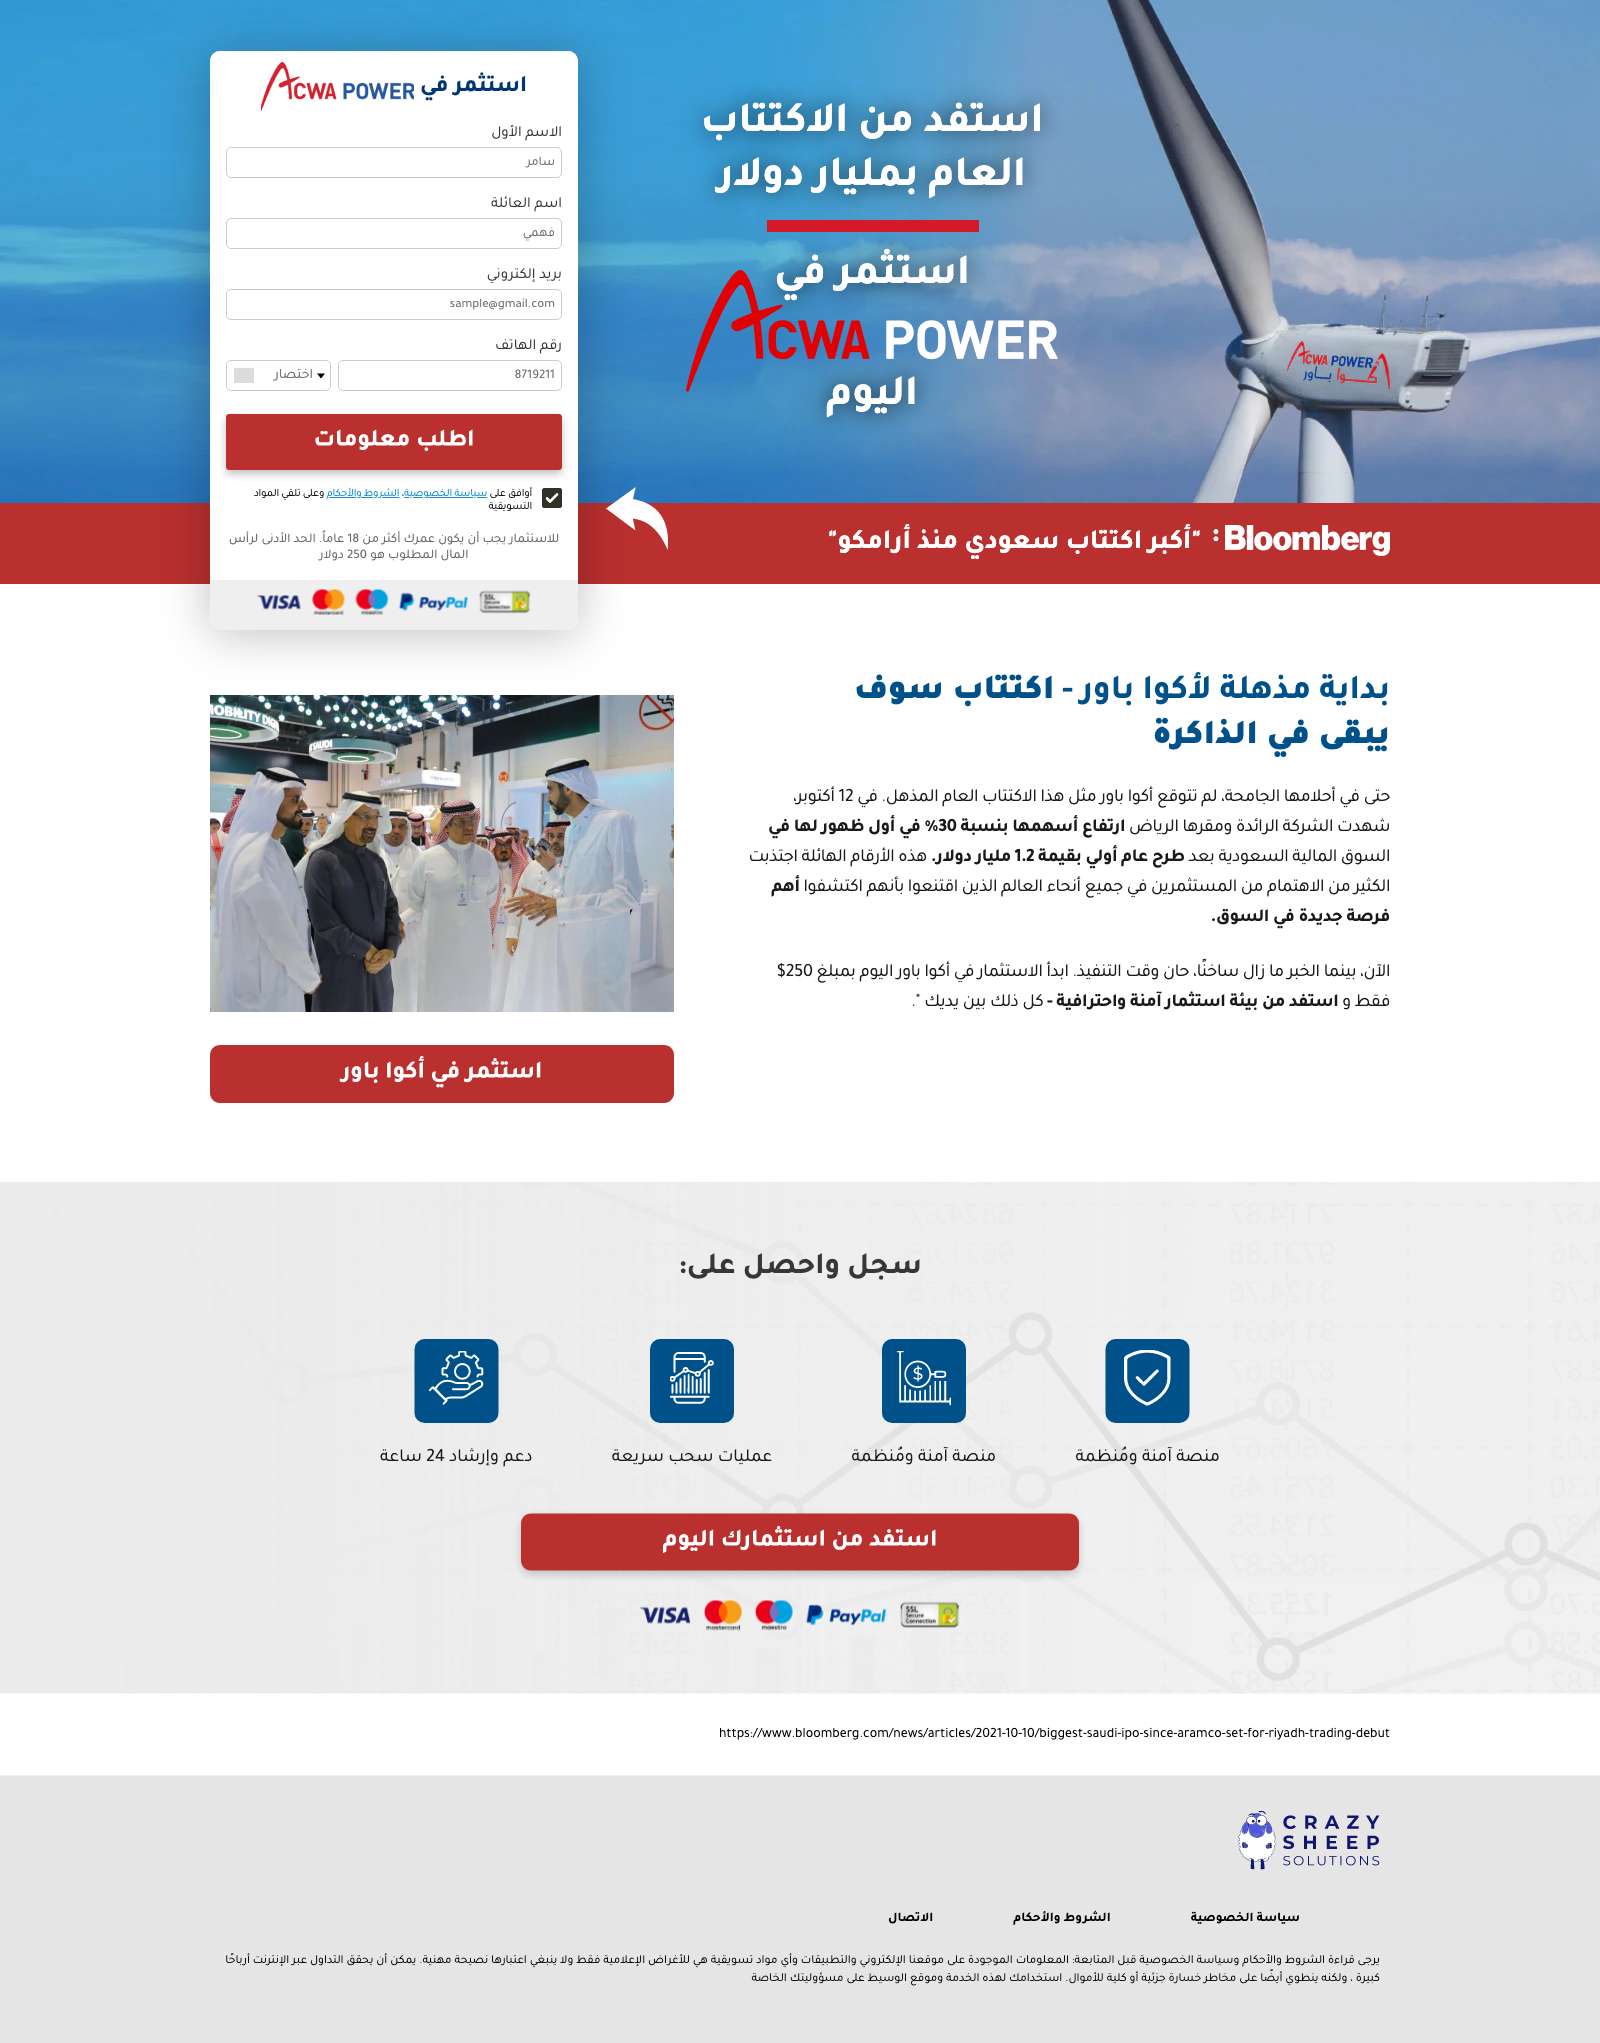 استثمر في ACWA POWER
الاسم الأول
سامر
اسم العائلة
فهمي
بريد إلكتروني
sample@gmail.com
رقم الهاتف
8719211
اختصار
اطلب معلومات
أوافق على سياسة الخصوصية، الشروط والأحكام وعلى تلقي المواد
التسويقية
للاستثمار يجب أن يكون عمرك أكثر من 18 عاماً. الحد الأدنى لرأس
المال المطلوب هو 250 دولار
VISA mastercard maestro PayPal SSL Secure Connection
استفد من الاكتتاب
العام بمليار دولار
استثمر في
ACWA POWER
اليوم
ACWA POWER
أكوا باور
Bloomberg: "أكبر اكتتاب سعودي منذ أرامكو"
بداية مذهلة لأكوا باور - اكتتاب سوف
يبقى في الذاكرة
حتى في أحلامها الجامحة، لم تتوقع أكوا باور مثل هذا الاكتتاب العام المذهل. في 12 أكتوبر،
شهدت الشركة الرائدة ومقرها الرياض ارتفاع أسهمها بنسبة 30% في أول ظهور لها في
السوق المالية السعودية بعد طرح عام أولي بقيمة 1.2 مليار دولار. هذه الأرقام الهائلة اجتذبت
الكثير من الاهتمام من المستثمرين في جميع أنحاء العالم الذين اقتنعوا بأنهم اكتشفوا أهم
فرصة جديدة في السوق.
الآن، بينما الخبر ما زال ساخنًا، حان وقت التنفيذ. ابدأ الاستثمار في أكوا باور اليوم بمبلغ 250$
فقط و استفد من بيئة استثمار آمنة واحترافية - كل ذلك بين يديك ".
استثمر في أكوا باور
سجل واحصل على:
منصة آمنة ومُنظمة
منصة آمنة ومُنظمة
عمليات سحب سريعة
دعم وإرشاد 24 ساعة
استفد من استثمارك اليوم
VISA mastercard maestro PayPal SSL Secure Connection
https://www.bloomberg.com/news/articles/2021-10-10/biggest-saudi-ipo-since-aramco-set-for-riyadh-trading-debut
CRAZY
SHEEP
SOLUTIONS
سياسة الخصوصية
الشروط والأحكام
الاتصال
يرجى قراءة الشروط والأحكام وسياسة الخصوصية قبل المتابعة: المعلومات الموجودة على موقعنا الإلكتروني والتطبيقات وأي مواد تسويقية هي للأغراض الإعلامية فقط ولا ينبغي اعتبارها نصيحة مهنية. يمكن أن يحقق التداول عبر الإنترنت أرباحًا
كبيرة ، ولكنه ينطوي أيضًا على مخاطر خسارة جزئية أو كلية للأموال. استخدامك لهذه الخدمة وموقع الوسيط على مسؤوليتك الخاصة